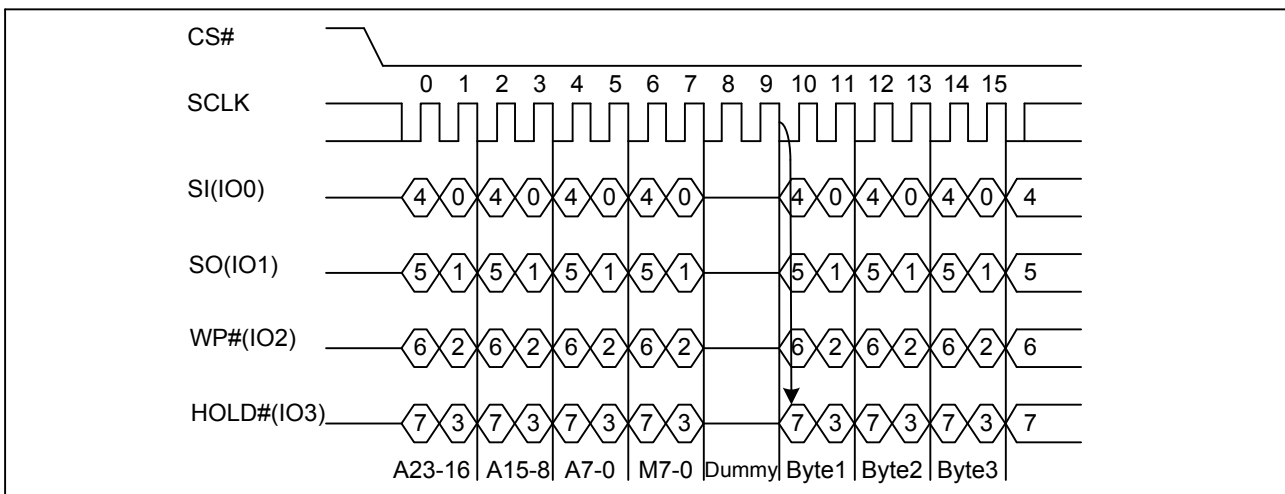 CS#
0 1 2 3 4 5 6 7 8 9 10 11 12 13 14 15
SCLK
SI(IO0) 4 0 4 0 4 0 4 0 4 0 4 0 4 0 4
SO(IO1) 5 1 5 1 5 1 5 1 5 1 5 1 5 1 5
WP#(IO2) 6 2 6 2 6 2 6 2 6 2 6 2 6 2 6
HOLD#(IO3) 7 3 7 3 7 3 7 3 7 3 7 3 7 3 7
A23-16 A15-8 A7-0 M7-0 Dummy Byte1 Byte2 Byte3